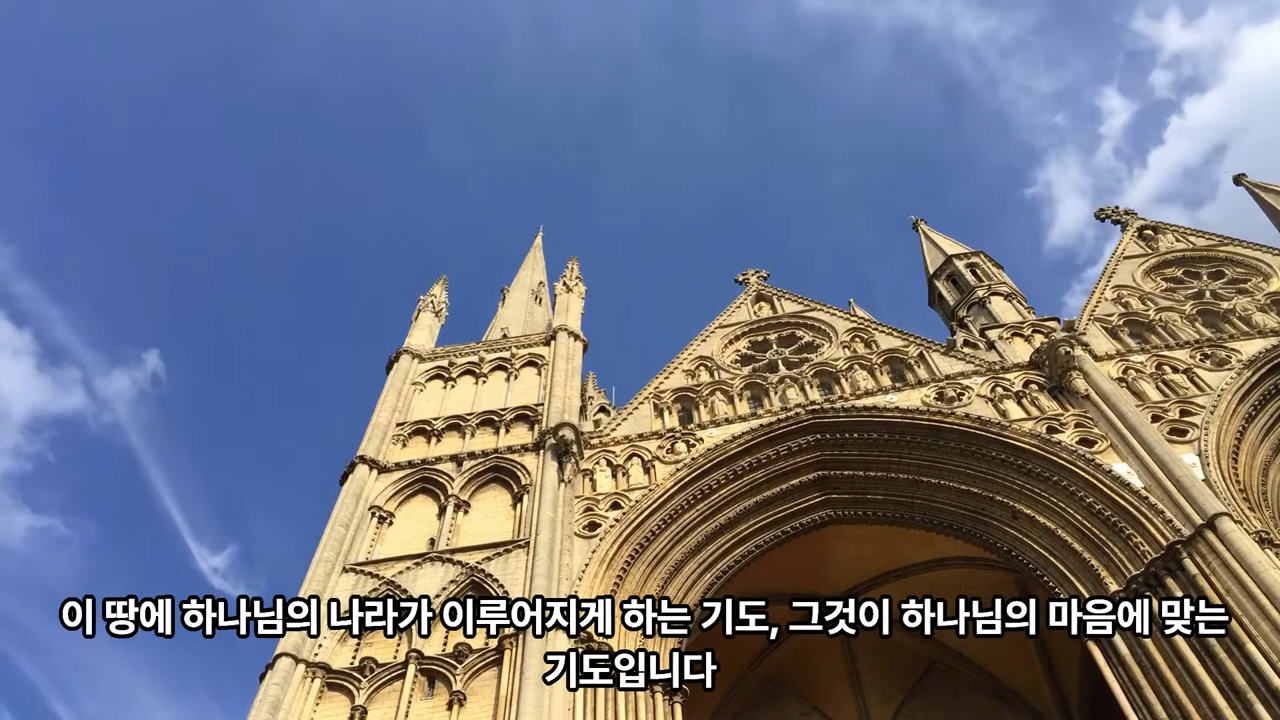 이 땅에 하나님의 나라가 이루어지게 하는 기도, 그것이 하나님의 마음에 맞는
기도입니다